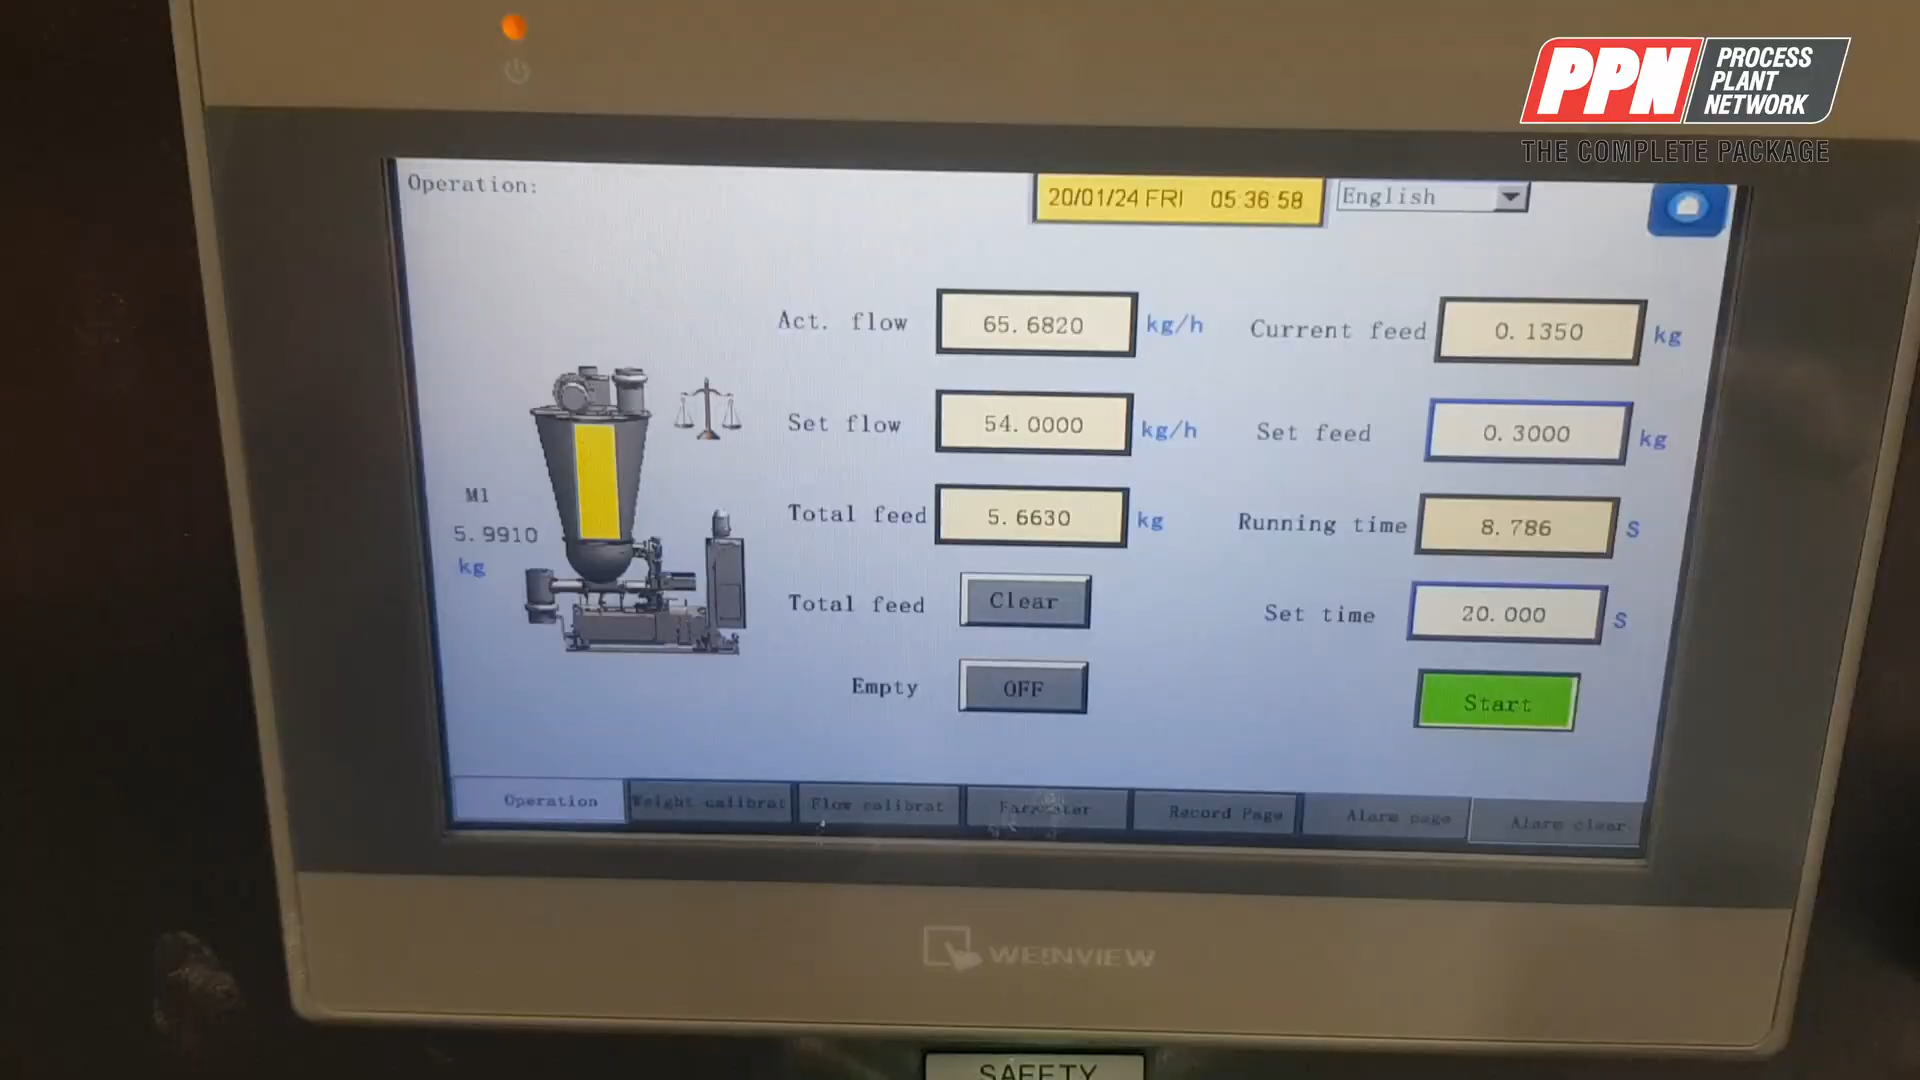 PPN PROCESS
PLANT
NETWORK
THE COMPLETE PACKAGE
Operation:
20/01/24 FRI 05:36 58
English
Act. flow 65.6820 kg/h
Current feed 0.1350 kg
Set flow 54.0000 kg/h
Set feed 0.3000 kg
M1
5.9910
kg
Total feed 5.6630 kg
Running time 8.786 S
Total feed Clear
Set time 20.000 S
Empty OFF
Start
Operation
Weight calibrat
Flow calibrat
Record Page
Alarm page
Alarm clear
WEINVIEW
SAFETY